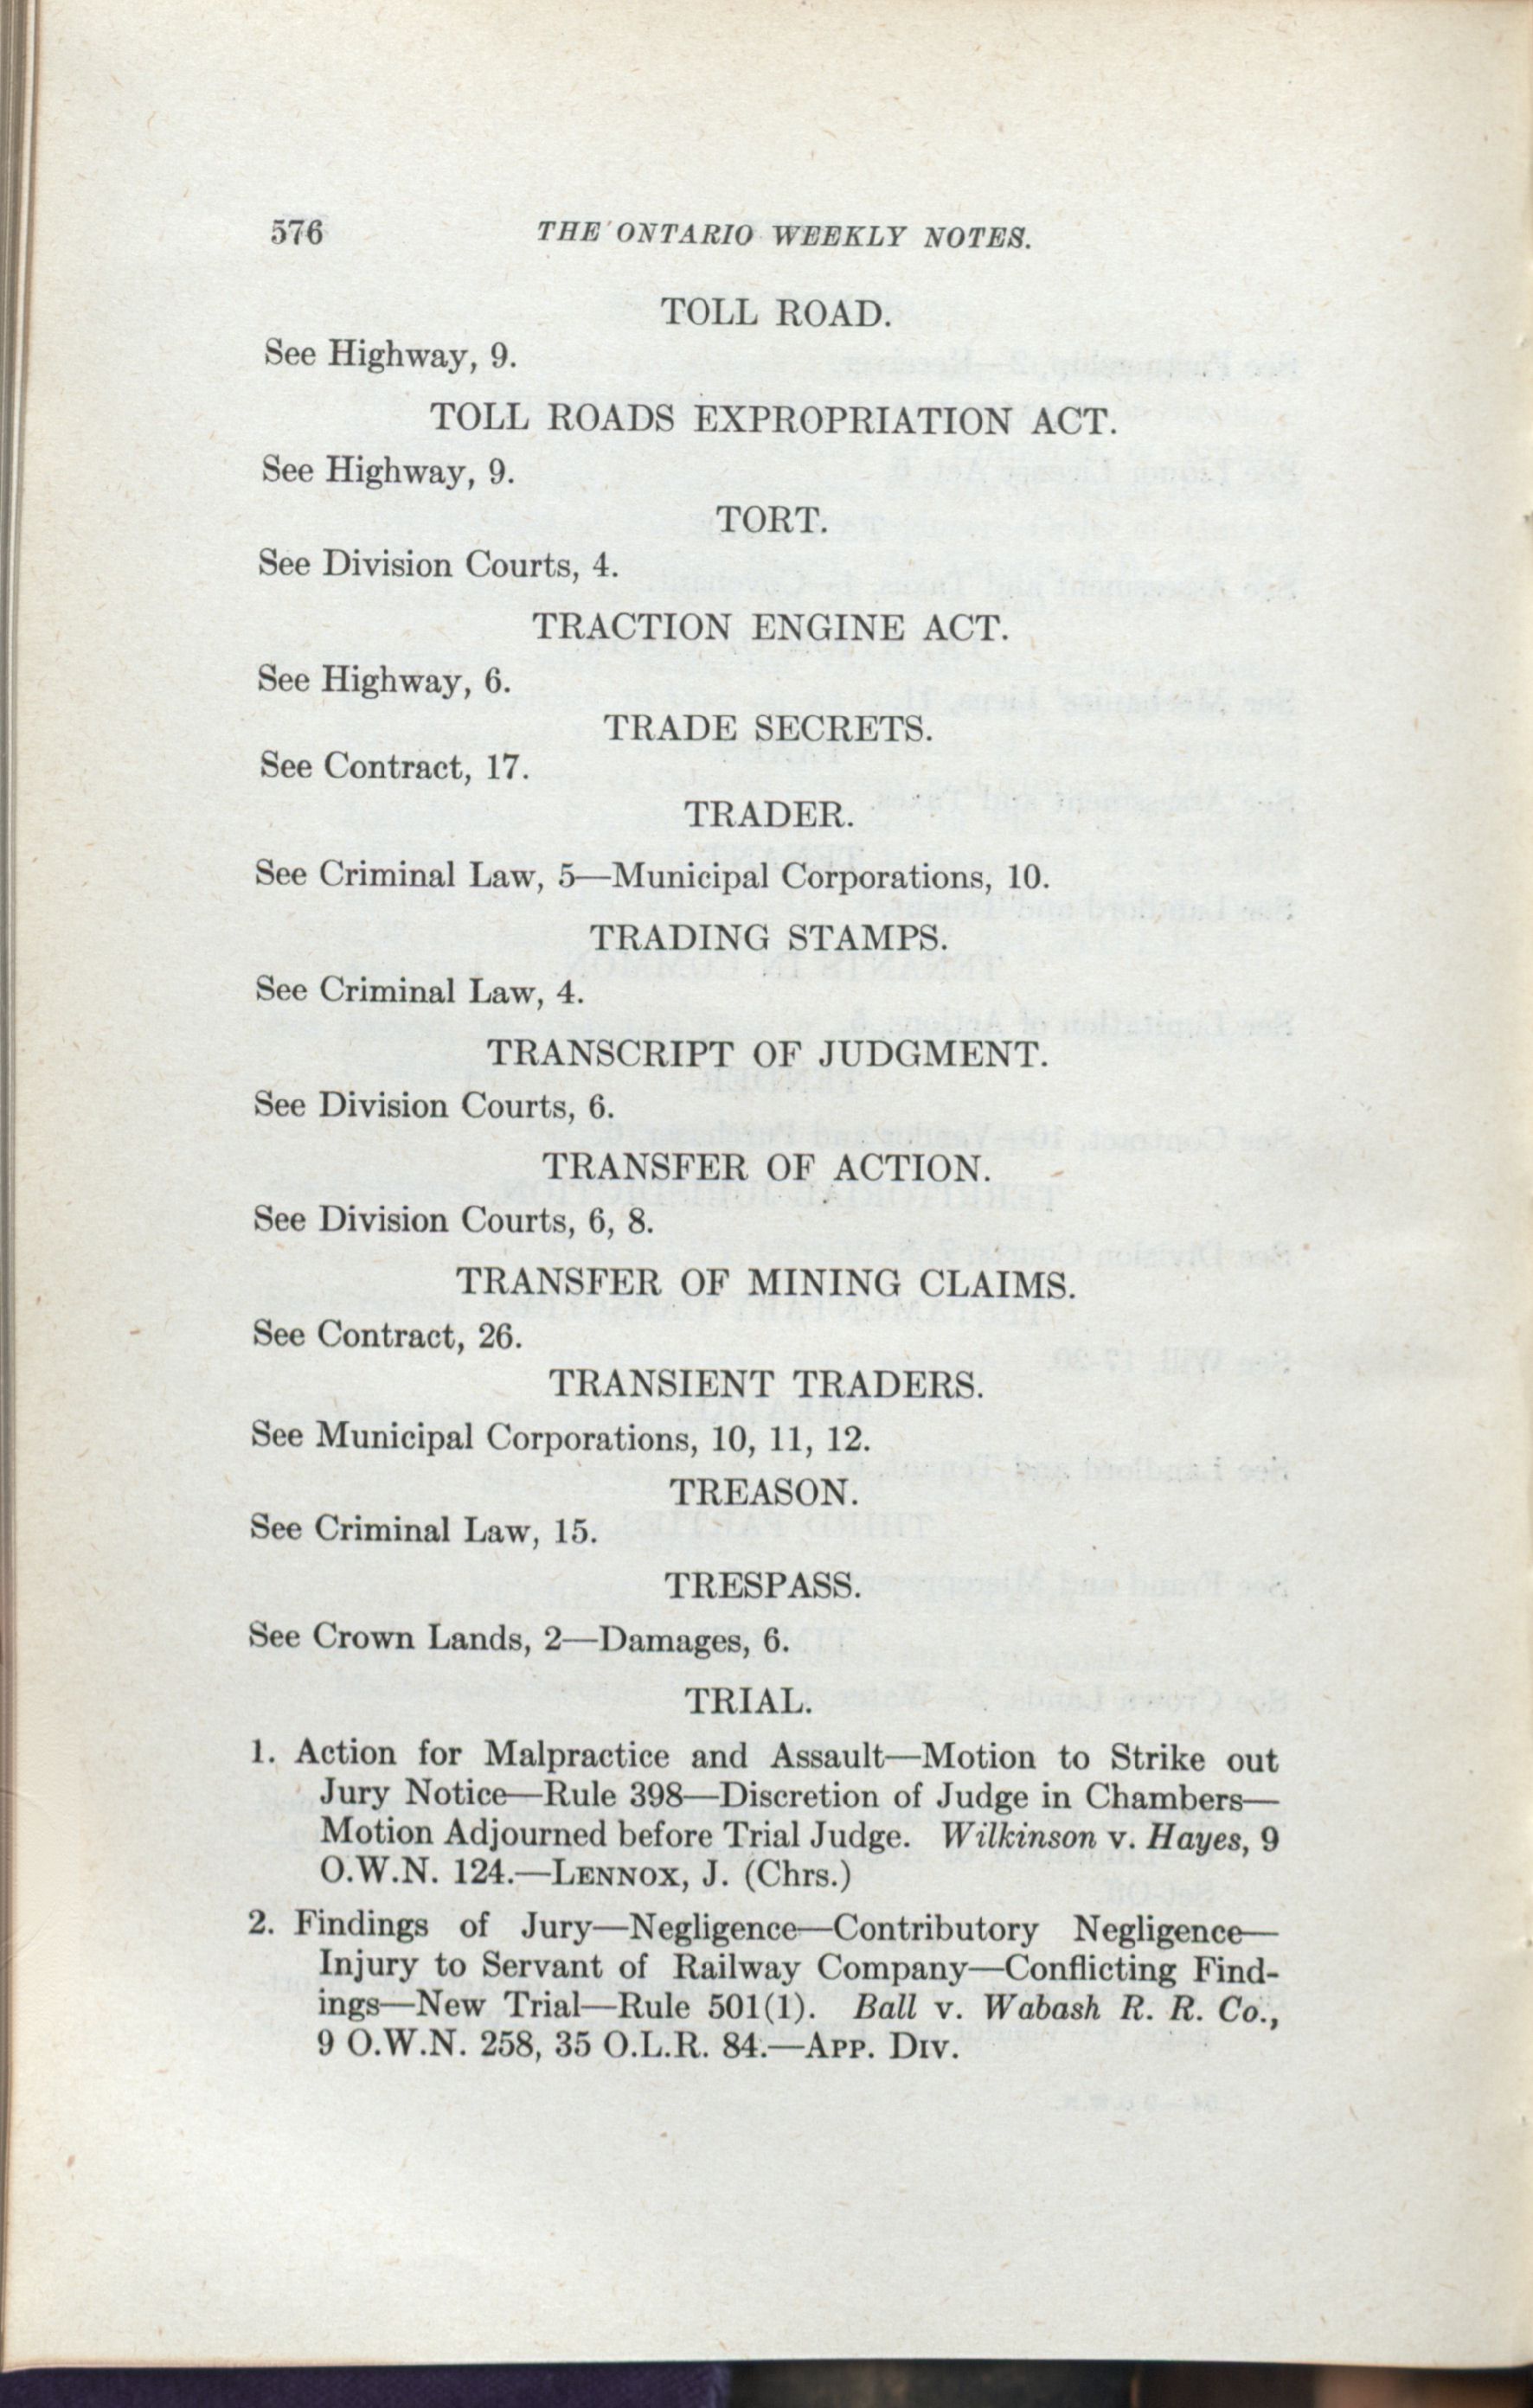 576
THE ONTARIO WEEKLY NOTES.
TOLL ROAD.
See Highway, 9.
TOLL ROADS EXPROPRIATION ACT.
See Highway, 9.
TORT.
See Division Courts, 4.
TRACTION ENGINE ACT.
See Highway, 6.
TRADE SECRETS.
See Contract, 17.
TRADER.
See Criminal Law, 5—Municipal Corporations, 10.
TRADING STAMPS.
See Criminal Law, 4.
TRANSCRIPT OF JUDGMENT.
See Division Courts, 6.
TRANSFER OF ACTION.
See Division Courts, 6, 8.
TRANSFER OF MINING CLAIMS.
See Contract, 26.
TRANSIENT TRADERS.
See Municipal Corporations, 10, 11, 12.
TREASON.
See Criminal Law, 15.
TRESPASS.
See Crown Lands, 2—Damages, 6.
TRIAL.
1. Action for Malpractice and Assault—Motion to Strike out
Jury Notice—Rule 398—Discretion of Judge in Chambers—
Motion Adjourned before Trial Judge. Wilkinson v. Hayes, 9
O.W.N. 124.—LENNOX, J. (Chrs.)
2. Findings of Jury—Negligence—Contributory Negligence—
Injury to Servant of Railway Company—Conflicting Find-
ings—New Trial—Rule 501(1). Ball v. Wabash R. R. Co.,
9 O.W.N. 258, 35 O.L.R. 84.—APP. DIV.